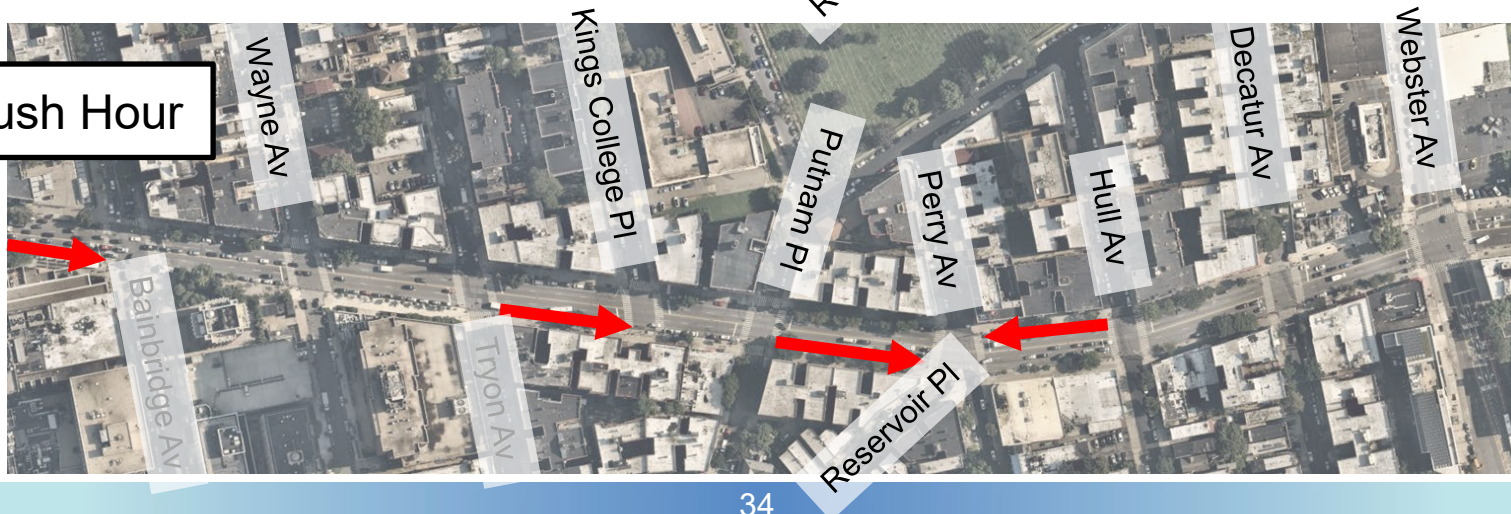 ush Hour
Wayne Av
Kings College Pl
Putnam Pl
Perry Av
Hull Av
Decatur Av
Webster Av
Bainbridge Av
Tryon Av
Reservoir Pl
34